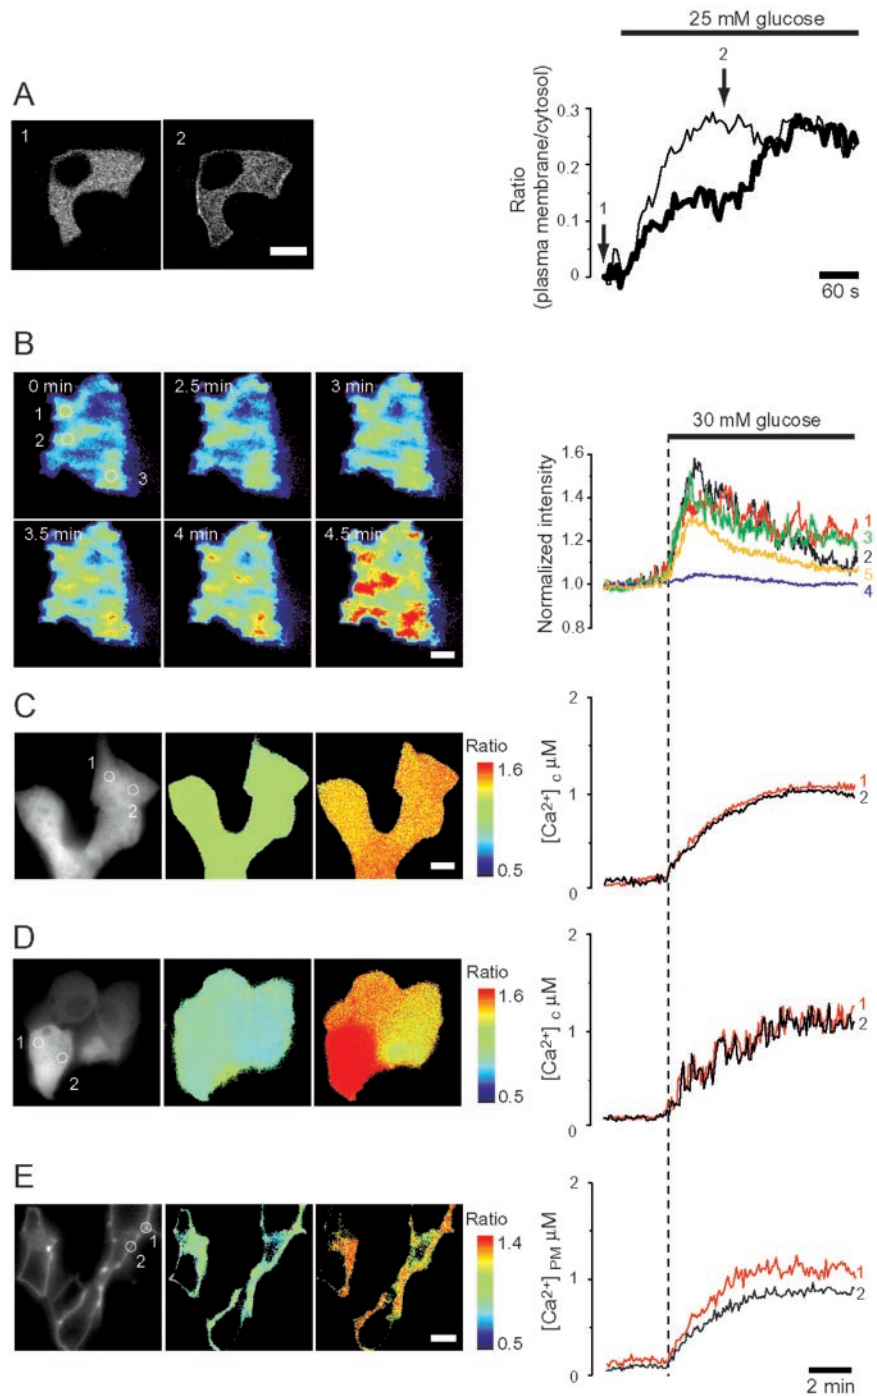 25 mM glucose
A
1
2
2
1
0.3
0.2
0.1
0
Ratio
(plasma membrane/cytosol)
60 s
B
0 min
2.5 min
3 min
1
2
3
3.5 min
4 min
4.5 min
30 mM glucose
1.6
1.4
1.2
1.0
0.8
Normalized intensity
1
3
2
5
4
C
1
2
Ratio
1.6
0.5
2
1
0
[Ca2+] c µM
1
2
D
1
2
Ratio
1.6
0.5
2
1
0
[Ca2+] c µM
1
2
E
1
2
Ratio
1.4
0.5
2
1
0
[Ca2+] PM µM
1
2
2 min